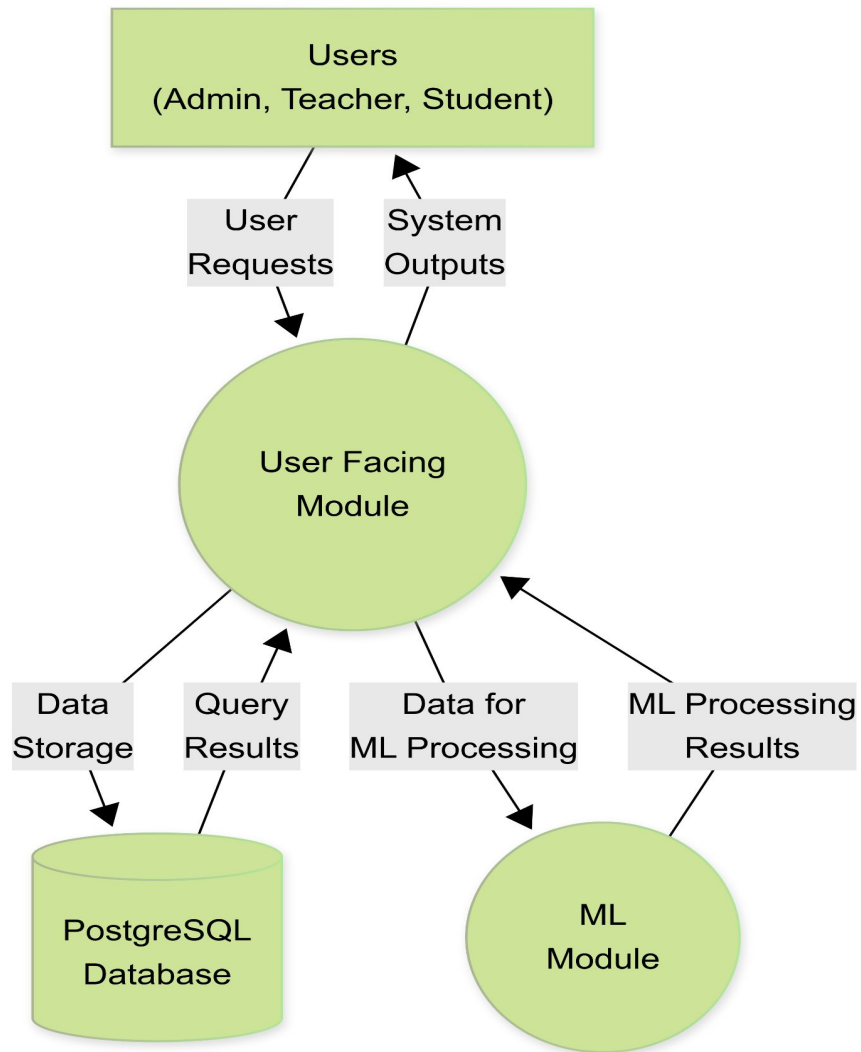 Users
(Admin, Teacher, Student)
User
Requests
System
Outputs
User Facing
Module
Data
Storage
Query
Results
Data for
ML Processing
ML Processing
Results
PostgreSQL
Database
ML
Module